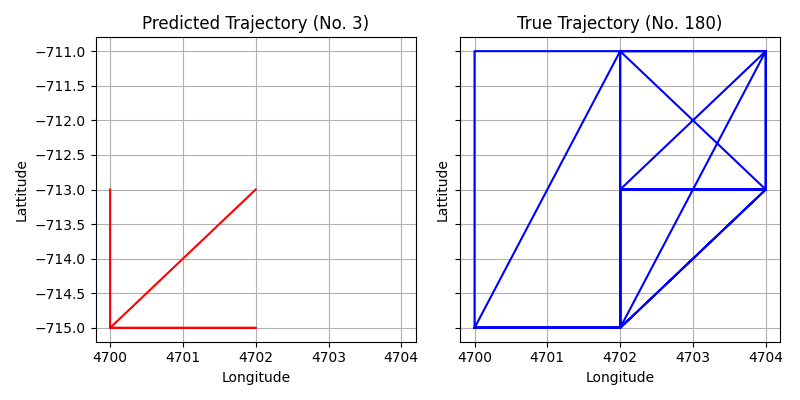 Predicted Trajectory (No. 3)
True Trajectory (No. 180)
−711.0
−711.5
−712.0
−712.5
−713.0
−713.5
−714.0
−714.5
−715.0
Lattitude
Lattitude
4700 4701 4702 4703 4704
4700 4701 4702 4703 4704
Longitude
Longitude